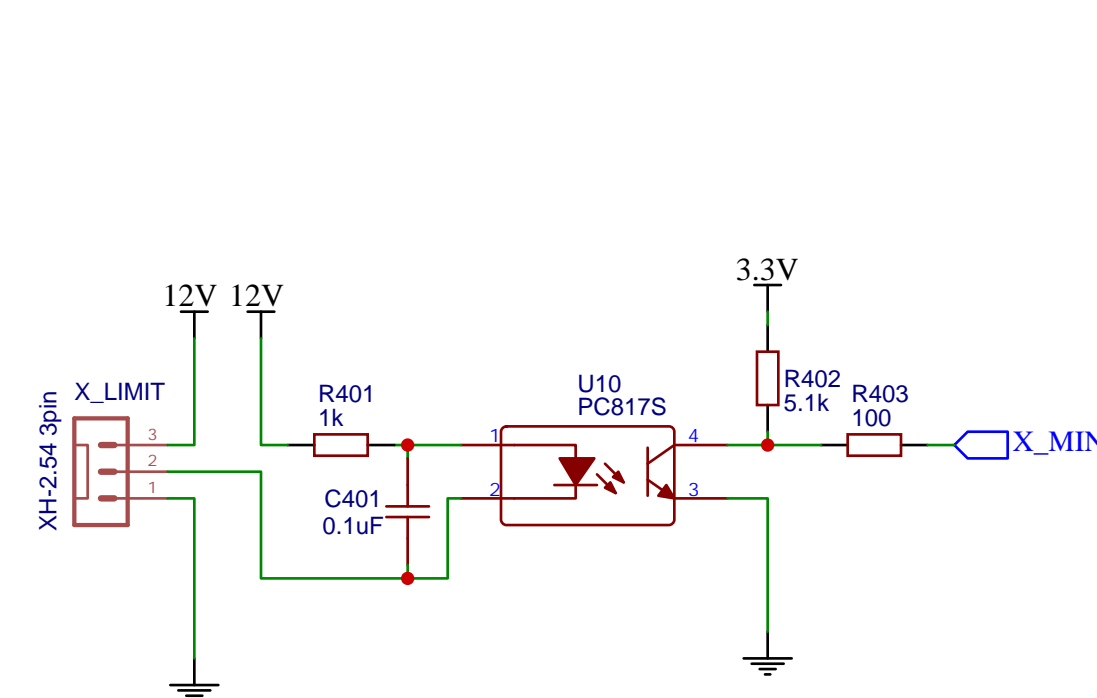 3.3V
12V 12V
X_LIMIT
XH-2.54 3pin
3
2
1
R401
1k
C401
0.1uF
U10
PC817S
1
2
4
3
R402
5.1k
R403
100
X_MIN